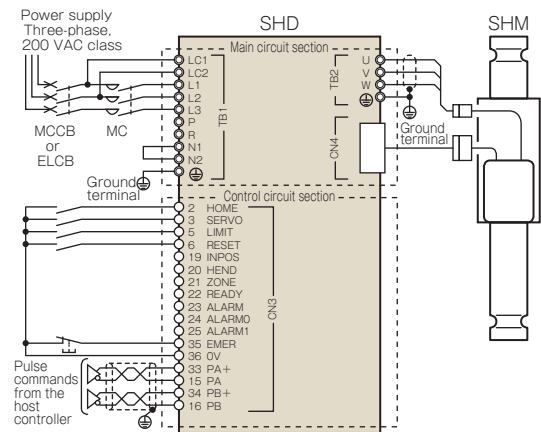 Power supply
Three-phase,
200 VAC class
SHD
SHM
Main circuit section
LC1
LC2
L1
L2
L3
P
R
N1
N2
TB1
U
V
W
TB2
CN4
MCCB
or
ELCB
MC
Ground
terminal
Ground
terminal
Control circuit section
2 HOME
3 SERVO
5 LIMIT
6 RESET
19 INPOS
20 HEND
21 ZONE
22 READY
23 ALARM
24 ALARM0
25 ALARM1
35 EMER
36 0V
33 PA+
15 PA
34 PB+
16 PB
CN3
Pulse
commands
from the
host
controller